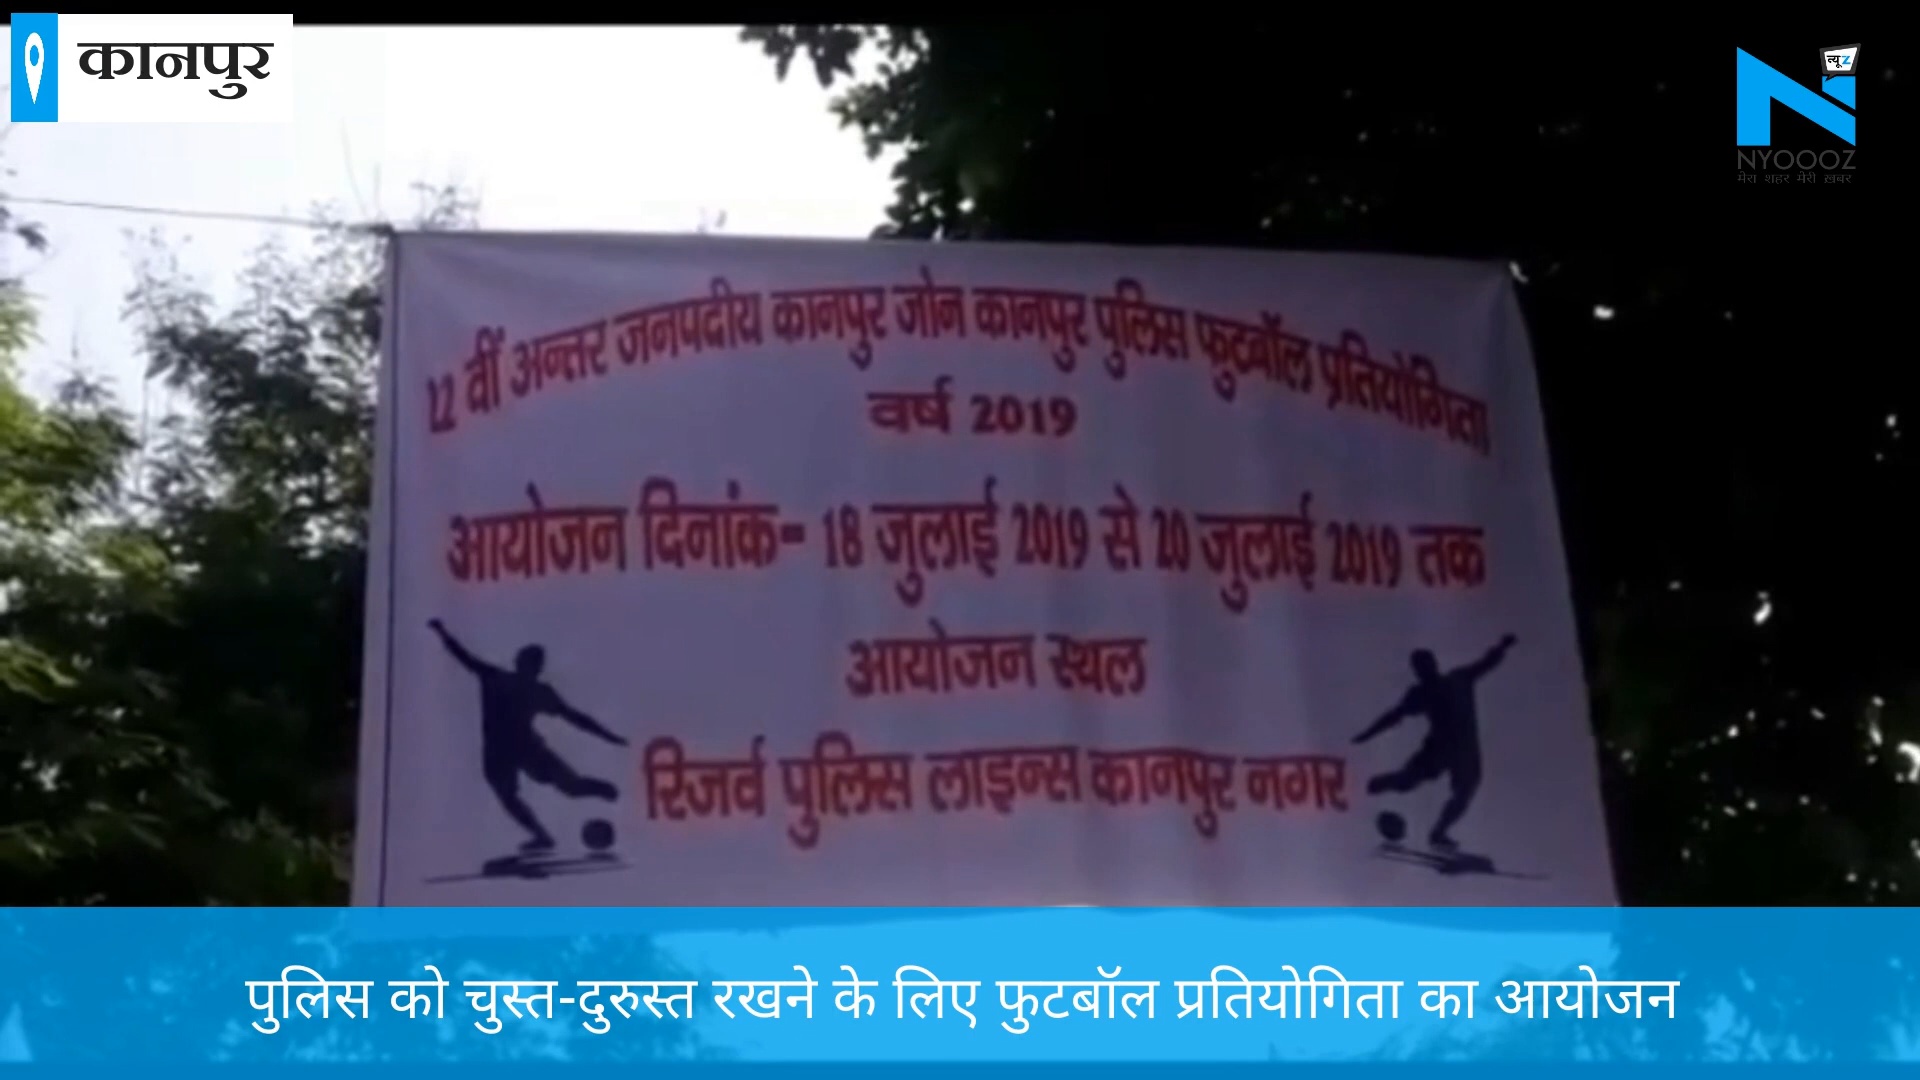 कानपुर
न्यूZ
NYOOOZ
मेरा शहर मेरी ख़बर
12 वीं अन्तर जनपदीय कानपुर जोन कानपुर पुलिस फुटबॉल प्रतियोगिता
वर्ष 2019
आयोजन दिनांक- 18 जुलाई 2019 से 20 जुलाई 2019 तक
आयोजन स्थल
रिजर्व पुलिस लाइन्स कानपुर नगर
पुलिस को चुस्त-दुरुस्त रखने के लिए फुटबॉल प्रतियोगिता का आयोजन